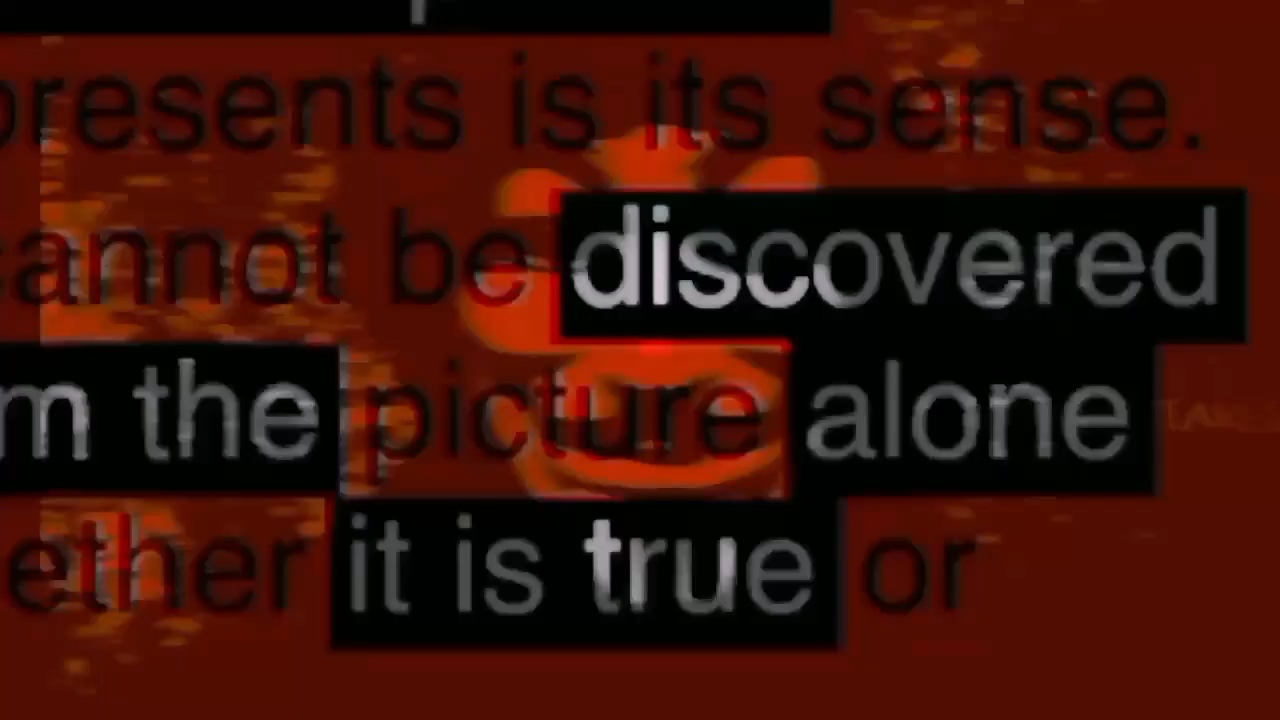 presents is its sense.
cannot be discovered
m the picture alone
ether it is true or